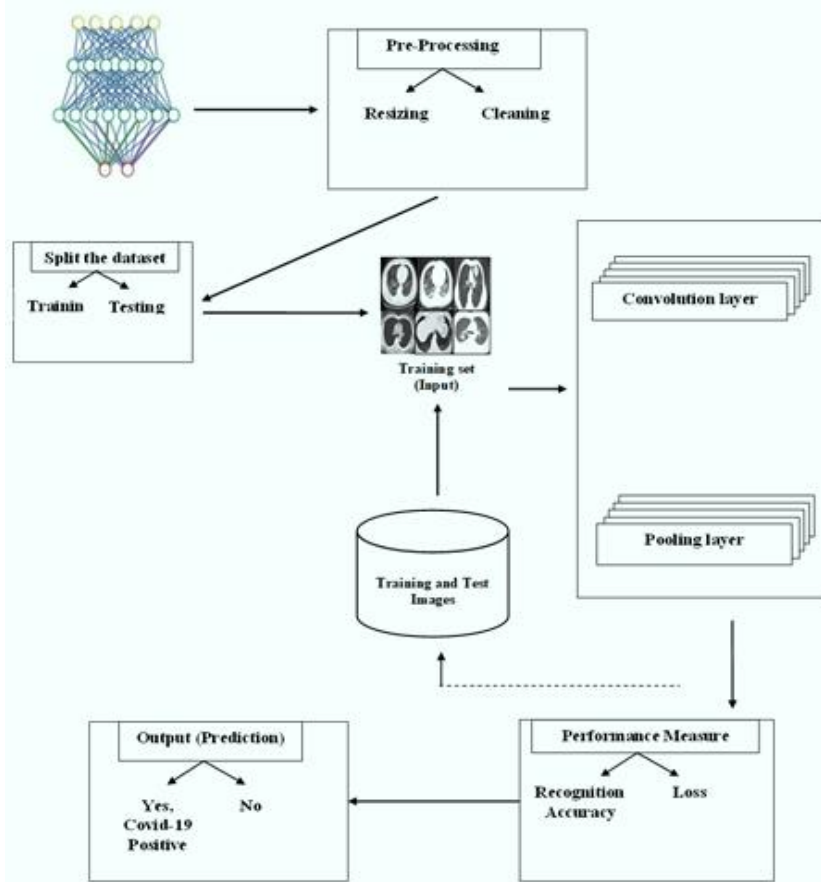 Pre-Processing
Resizing
Cleaning
Split the dataset
Trainin
Testing
Training set
(Input)
Convolution layer
Pooling layer
Training and Test
Images
Performance Measure
Recognition
Accuracy
Loss
Output (Prediction)
Yes,
Covid-19
Positive
No